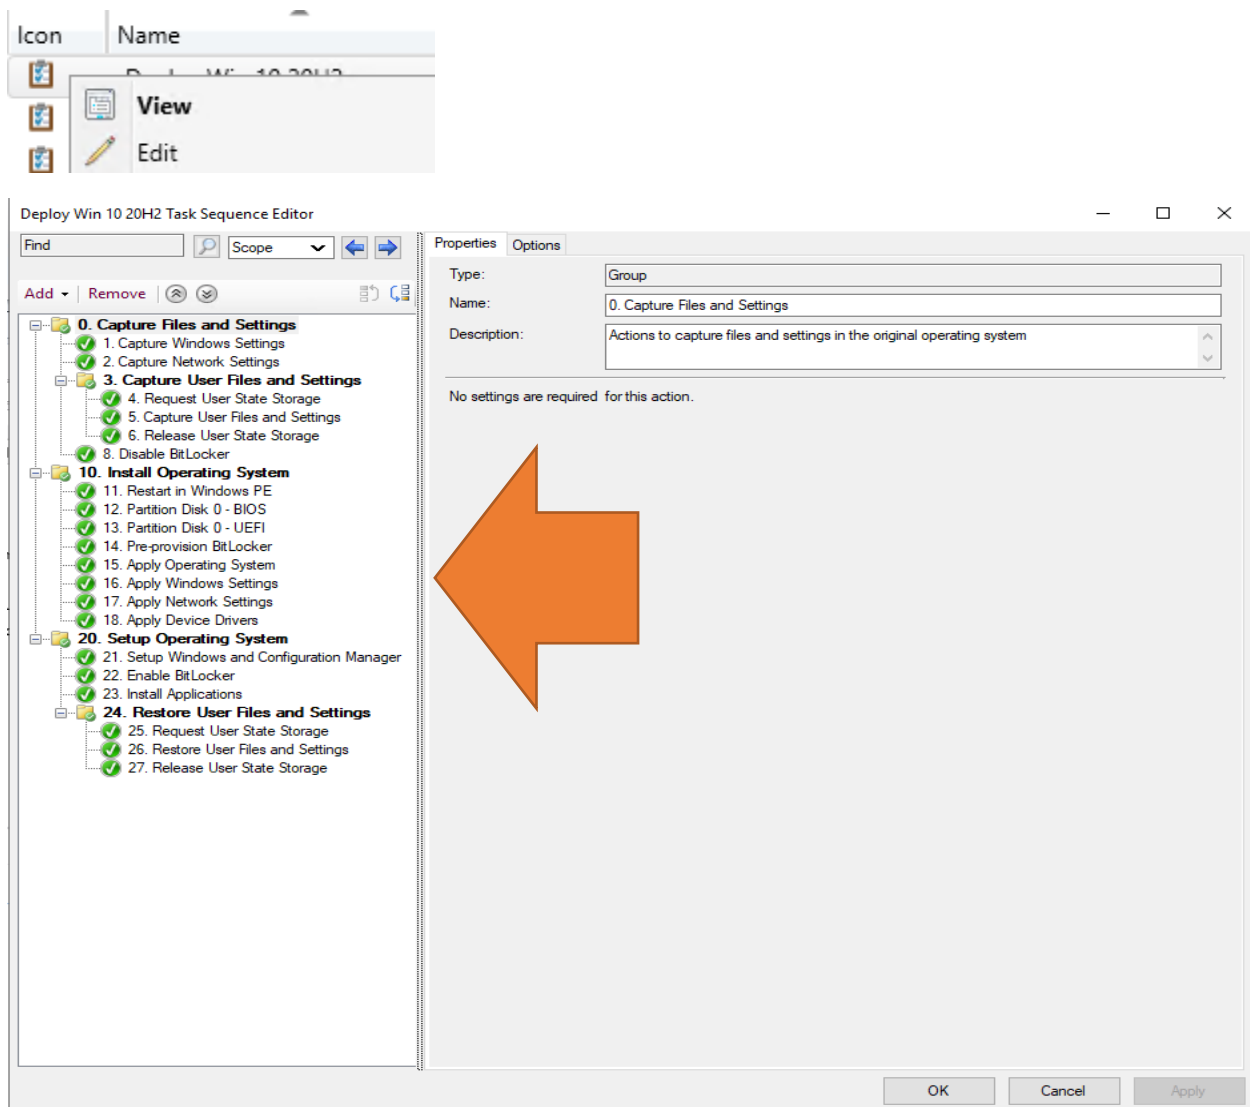 Icon Name
Deploy Win 10 20H2
View
Edit
Deploy Win 10 20H2 Task Sequence Editor
Find
Scope
Add
Remove
0. Capture Files and Settings
1. Capture Windows Settings
2. Capture Network Settings
3. Capture User Files and Settings
4. Request User State Storage
5. Capture User Files and Settings
6. Release User State Storage
8. Disable BitLocker
10. Install Operating System
11. Restart in Windows PE
12. Partition Disk 0 - BIOS
13. Partition Disk 0 - UEFI
14. Pre-provision BitLocker
15. Apply Operating System
16. Apply Windows Settings
17. Apply Network Settings
18. Apply Device Drivers
20. Setup Operating System
21. Setup Windows and Configuration Manager
22. Enable BitLocker
23. Install Applications
24. Restore User Files and Settings
25. Request User State Storage
26. Restore User Files and Settings
27. Release User State Storage
Properties Options
Type: Group
Name: 0. Capture Files and Settings
Description: Actions to capture files and settings in the original operating system
No settings are required for this action.
OK Cancel Apply